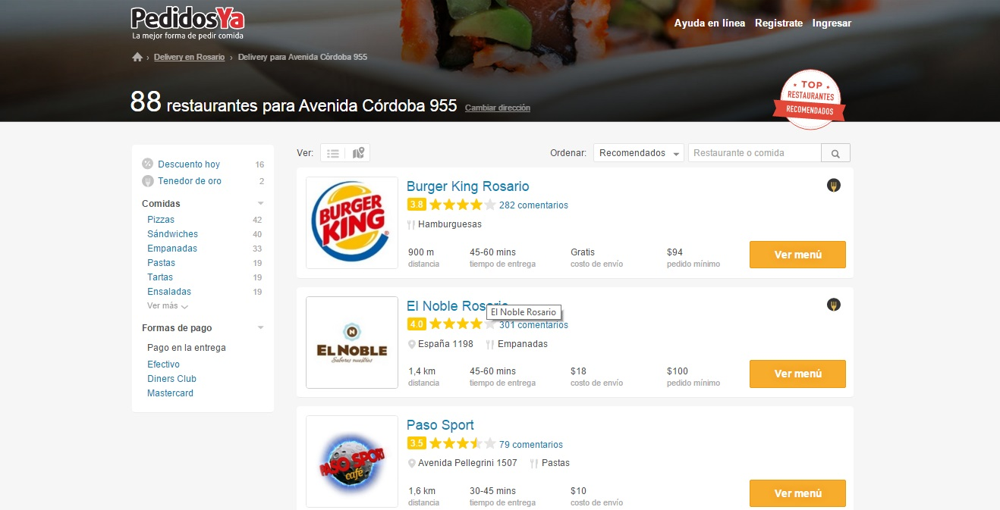 PedidosYa
La mejor forma de pedir comida
Ayuda en línea Registrate Ingresar
› Delivery en Rosario › Delivery para Avenida Córdoba 955
88 restaurantes para Avenida Córdoba 955 Cambiar dirección
TOP
RESTAURANTES
RECOMENDADOS
Descuento hoy 16
Tenedor de oro 2
Comidas
Pizzas 42
Sándwiches 40
Empanadas 33
Pastas 19
Tartas 19
Ensaladas 19
Ver más
Formas de pago
Pago en la entrega
Efectivo
Diners Club
Mastercard
Ver:
Ordenar: Recomendados Restaurante o comida
BURGER
KING
Burger King Rosario
3.8 282 comentarios
Hamburguesas
900 m 45-60 mins Gratis $94
distancia tiempo de entrega costo de envío pedido mínimo
Ver menú
N
EL NOBLE
Sabores nuestros
El Noble Rosario
El Noble Rosario
4.0 301 comentarios
España 1198 Empanadas
1,4 km 45-60 mins $18 $100
distancia tiempo de entrega costo de envío pedido mínimo
Ver menú
PASO SPORT
café
Paso Sport
3.5 79 comentarios
Avenida Pellegrini 1507 Pastas
1,6 km 30-45 mins $10
distancia tiempo de entrega costo de envío
Ver menú